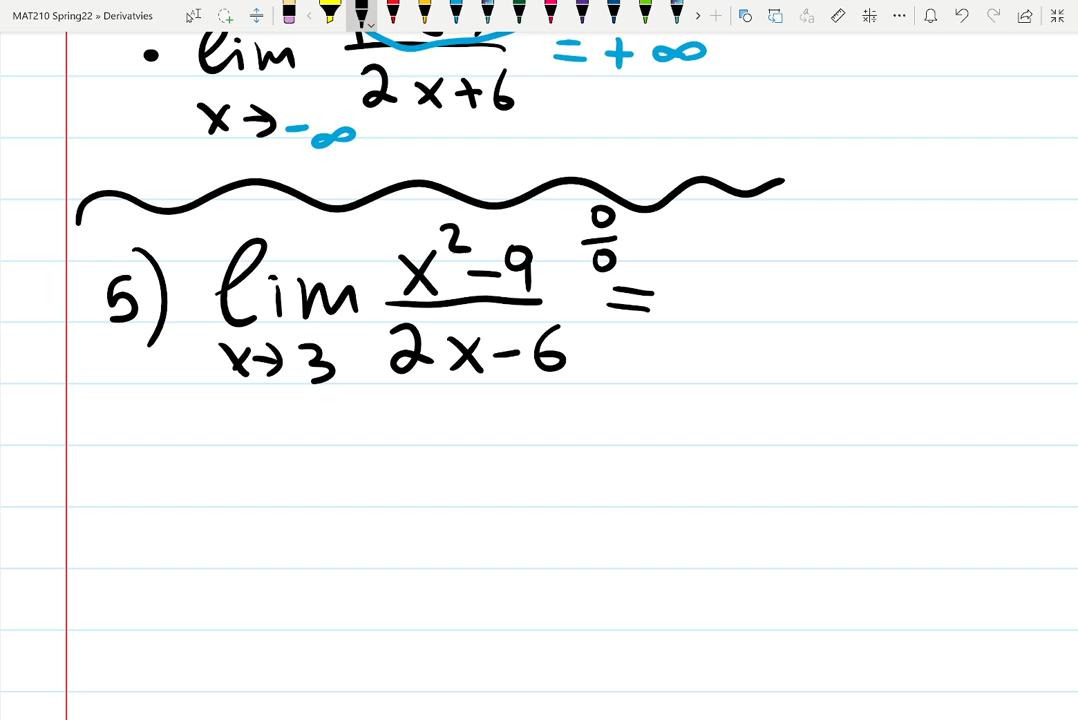 MAT210 Spring22 » Derivatvies
• lim 2x+6 = + ∞
x → -∞
5) lim x²-9 / 2x-6 0/0 =
x → 3